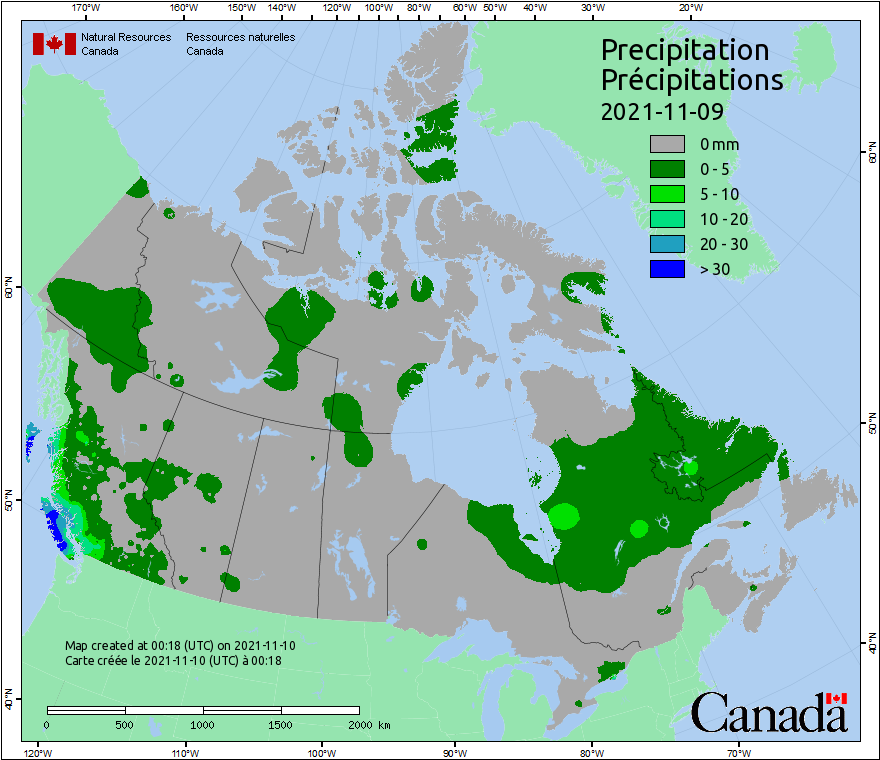 170°W 160°W 150°W 140°W 120°W 100°W 80°W 60°W 50°W 40°W 30°W 20°W
Natural Resources Ressources naturelles
Canada Canada
Precipitation
Précipitations
2021-11-09
0 mm
0 - 5
5 - 10
10 - 20
20 - 30
> 30
60°N
50°N
40°N
60°N
50°N
40°N
Map created at 00:18 (UTC) on 2021-11-10
Carte créée le 2021-11-10 (UTC) à 00:18
0 500 1000 1500 2000 km
Canada
120°W 110°W 100°W 90°W 80°W 70°W